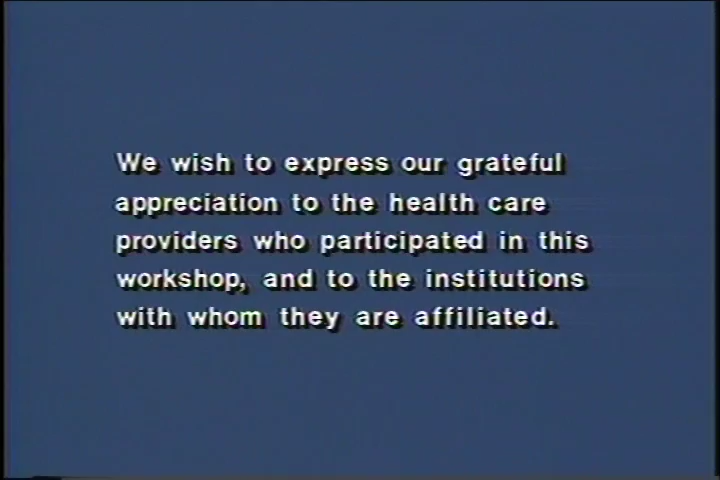 We wish to express our grateful
appreciation to the health care
providers who participated in this
workshop, and to the institutions
with whom they are affiliated.